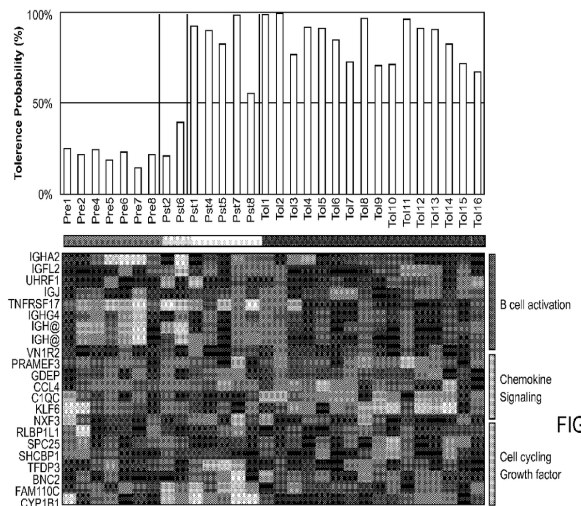 Tolerence Probability (%)
100%
50%
0%
Pre1 Pre2 Pre4 Pre5 Pre6 Pre7 Pre8 Pst2 Pst6 Pst1 Pst4 Pst5 Pst7 Pst8 Tol1 Tol2 Tol3 Tol4 Tol5 Tol6 Tol7 Tol8 Tol9 Tol10 Tol11 Tol12 Tol13 Tol14 Tol15 Tol16
IGHA2
IGFL2
UHRF1
IGJ
TNFRSF17
IGHG4
IGH@
IGH@
VN1R2
PRAMEF3
GDEP
CCL4
C1QC
KLF6
NXF3
RLBP1L1
SPC25
SHCBP1
TFDP3
BNC2
FAM110C
CYP1B1
B cell activation
Chemokine
Signaling
Cell cycling
Growth factor
FIG